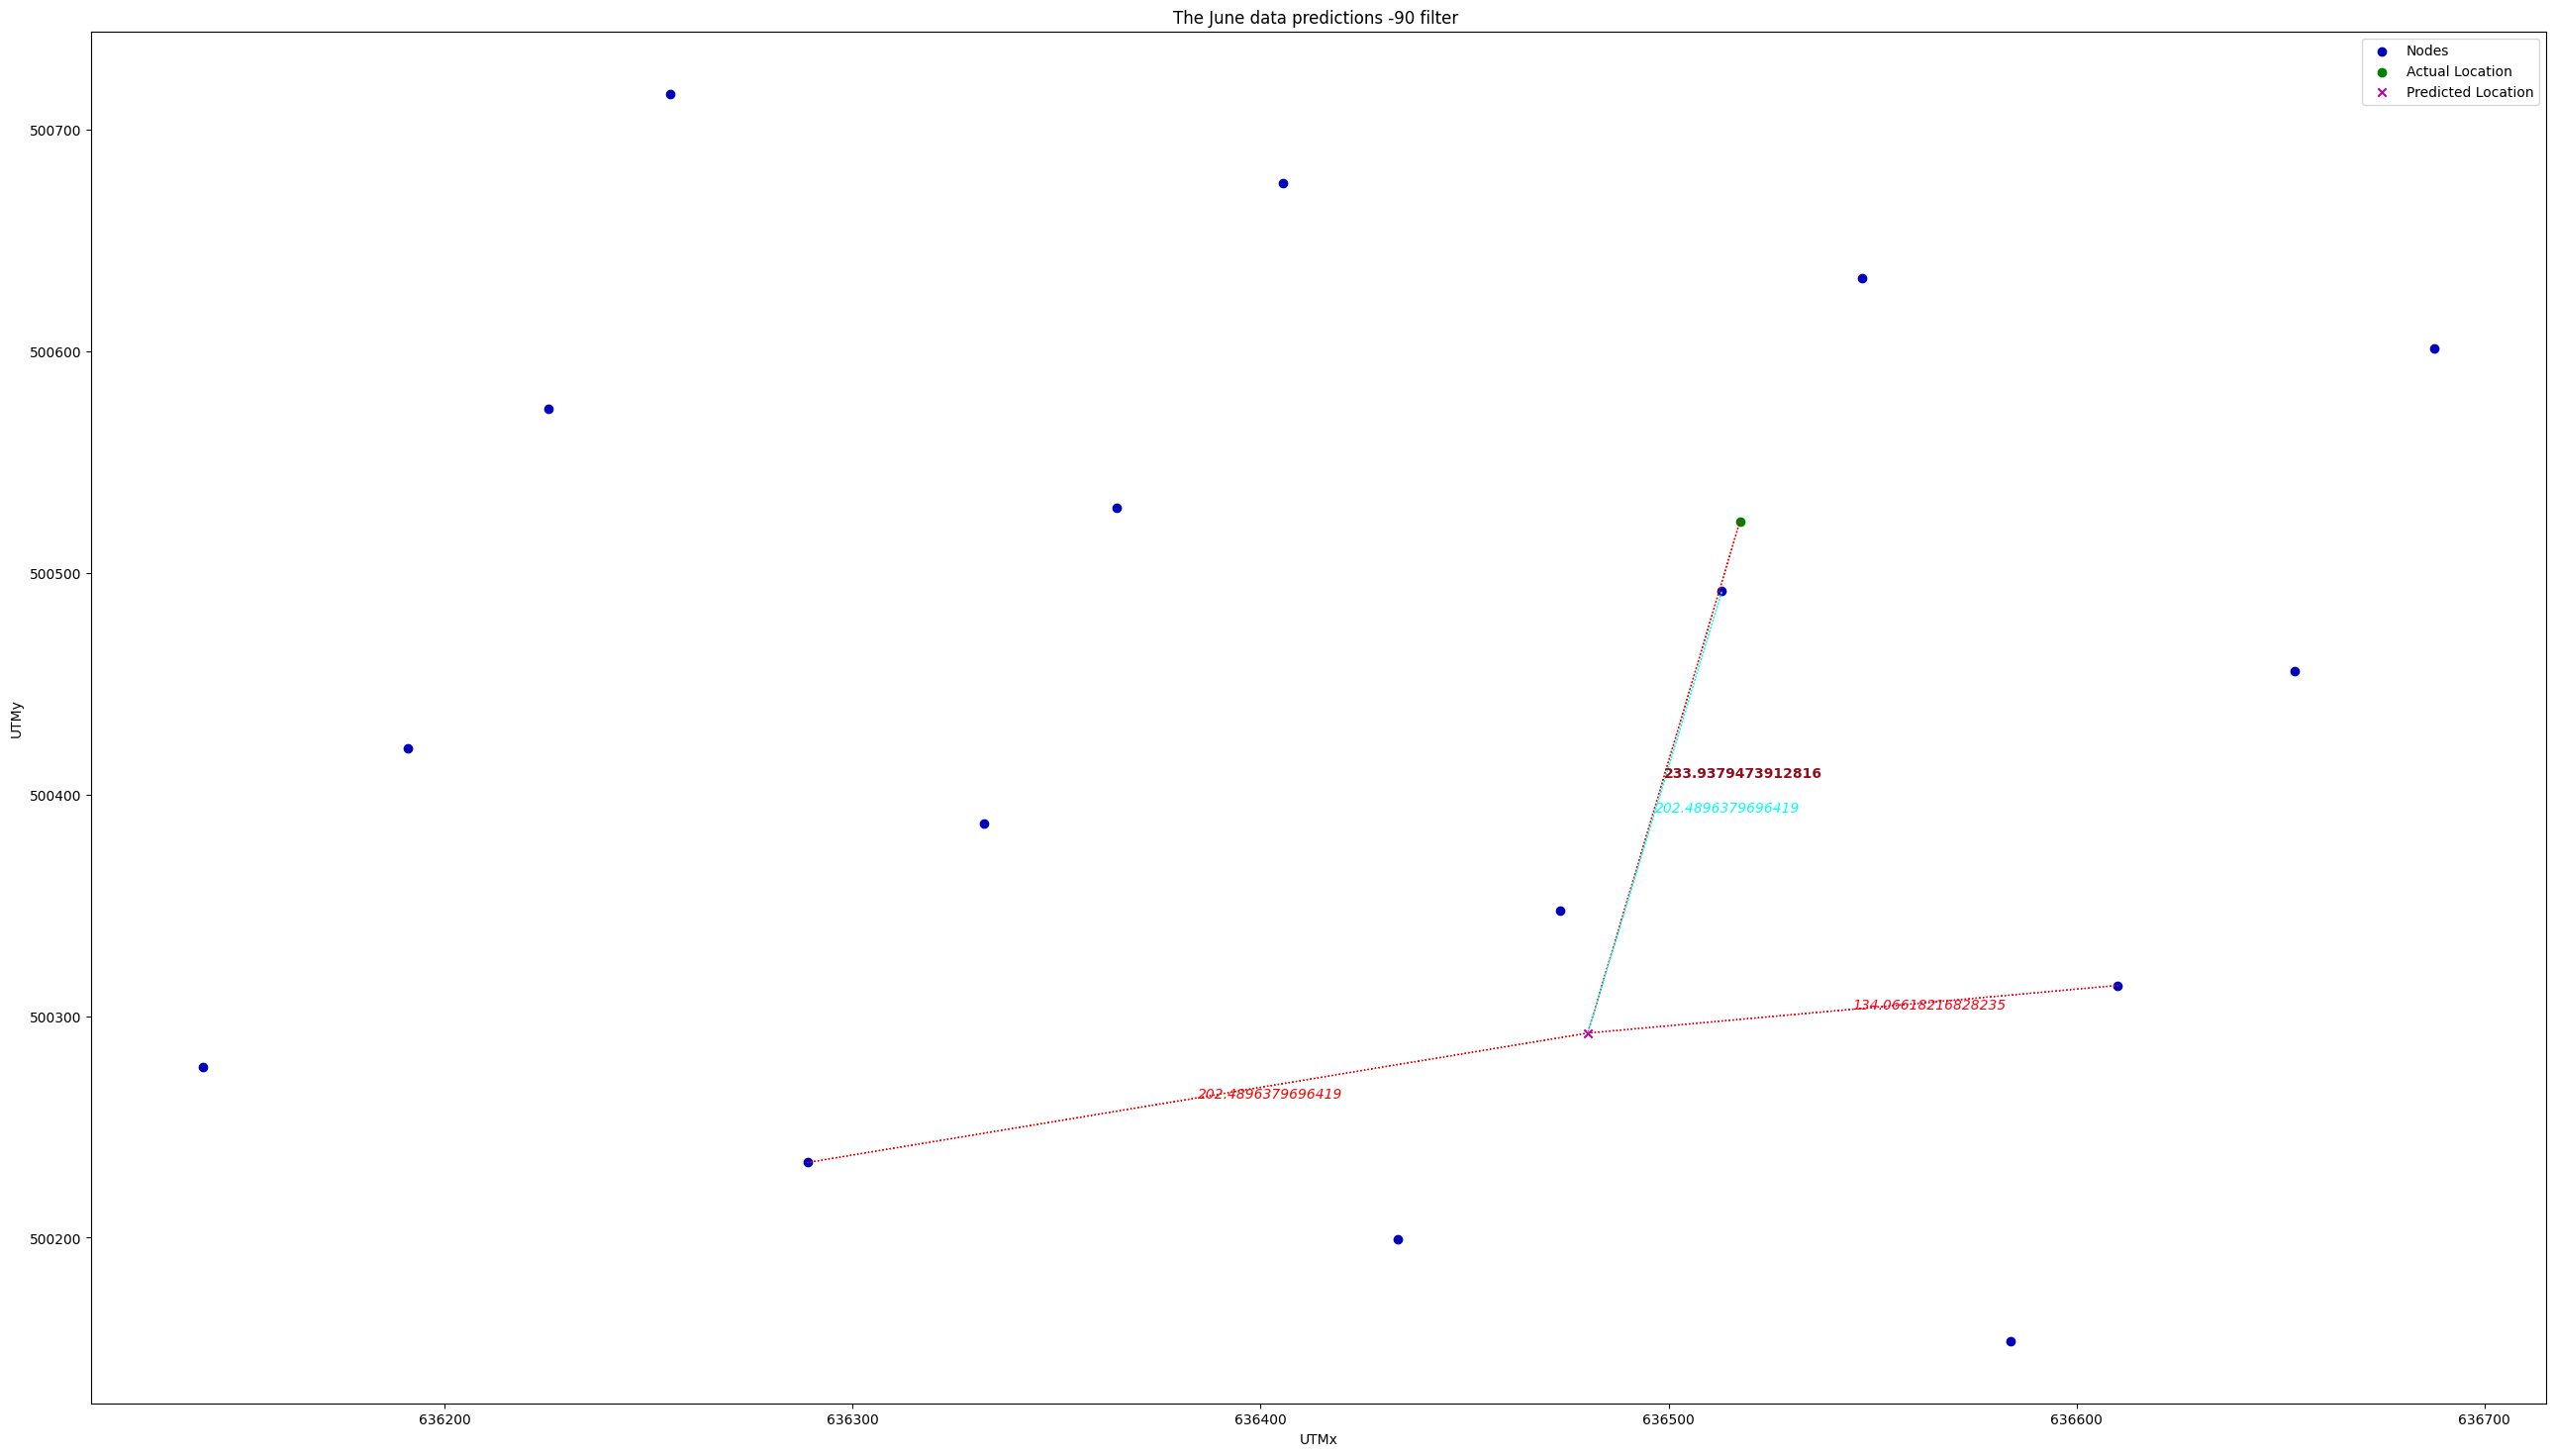 The June data predictions -90 filter
Nodes
Actual Location
Predicted Location
500700
500600
500500
500400
500300
500200
UTMy
233.9379473912816
202.4896379696419
134.06618216828235
202.4896379696419
636200
636300
636400
636500
636600
636700
UTMx